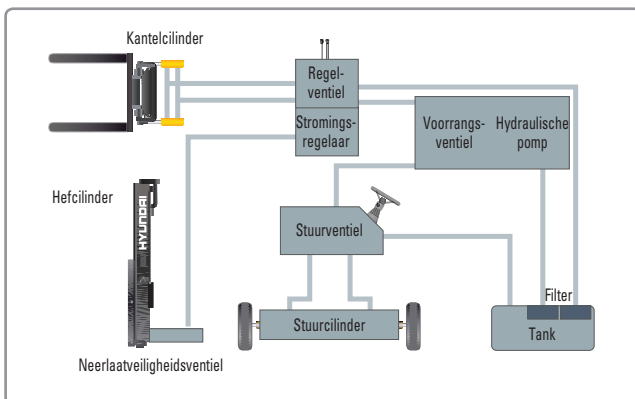 Kantelcilinder
Regel-
ventiel
Stromings-
regelaar
Voorrangs-
ventiel
Hydraulische
pomp
Hefcilinder
HYUNDAI
Stuurventiel
Stuurcilinder
Filter
Tank
Neerlaatveiligheidsventiel